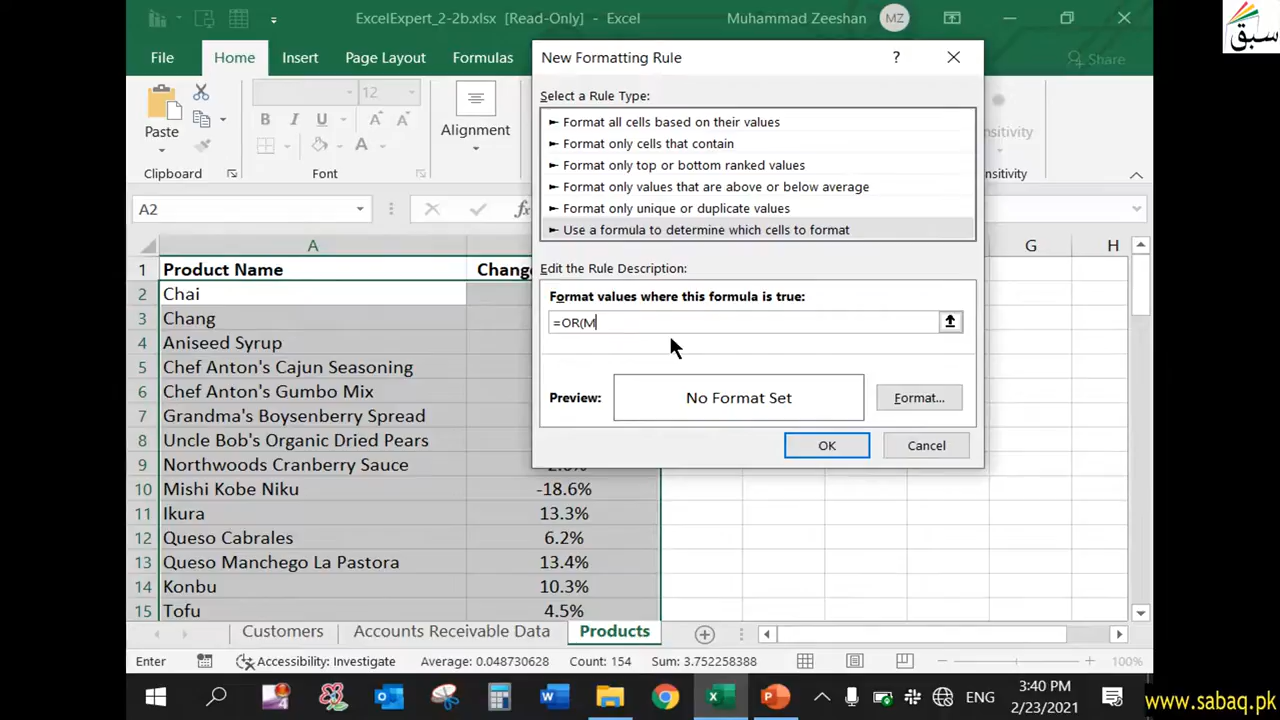 ExcelExpert_2-2b.xlsx [Read-Only] - Excel
Muhammad Zeeshan
MZ
سبق
File
Home
Insert
Page Layout
Formulas
Share
Paste
Clipboard
12
B I U
A A
A
Font
Alignment
nsitivity
nsitivity
A2
fx
New Formatting Rule
?
Select a Rule Type:
► Format all cells based on their values
► Format only cells that contain
► Format only top or bottom ranked values
► Format only values that are above or below average
► Format only unique or duplicate values
► Use a formula to determine which cells to format
Edit the Rule Description:
Format values where this formula is true:
=OR(M
Preview:
No Format Set
Format...
OK
Cancel
A G H
1 Product Name Change
2 Chai
3 Chang
4 Aniseed Syrup
5 Chef Anton's Cajun Seasoning
6 Chef Anton's Gumbo Mix
7 Grandma's Boysenberry Spread
8 Uncle Bob's Organic Dried Pears
9 Northwoods Cranberry Sauce
10 Mishi Kobe Niku -18.6%
11 Ikura 13.3%
12 Queso Cabrales 6.2%
13 Queso Manchego La Pastora 13.4%
14 Konbu 10.3%
15 Tofu 4.5%
Customers Accounts Receivable Data Products
Enter Accessibility: Investigate Average: 0.048730628 Count: 154 Sum: 3.752258388 100%
ENG
3:40 PM
2/23/2021
www.sabaq.pk